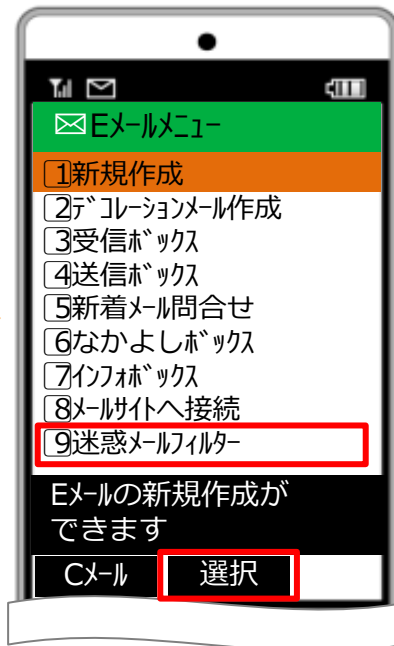 Eﾒｰﾙﾒﾆｭｰ
1新規作成
2ﾃﾞｺﾚｰｼｮﾝﾒｰﾙ作成
3受信ﾎﾞｯｸｽ
4送信ﾎﾞｯｸｽ
5新着ﾒｰﾙ問合せ
6なかよしﾎﾞｯｸｽ
7ｲﾝﾌｫﾎﾞｯｸｽ
8ﾒｰﾙｻｲﾄへ接続
9迷惑ﾒｰﾙﾌｨﾙﾀｰ
Eﾒｰﾙの新規作成が
できます
Cﾒｰﾙ 選択